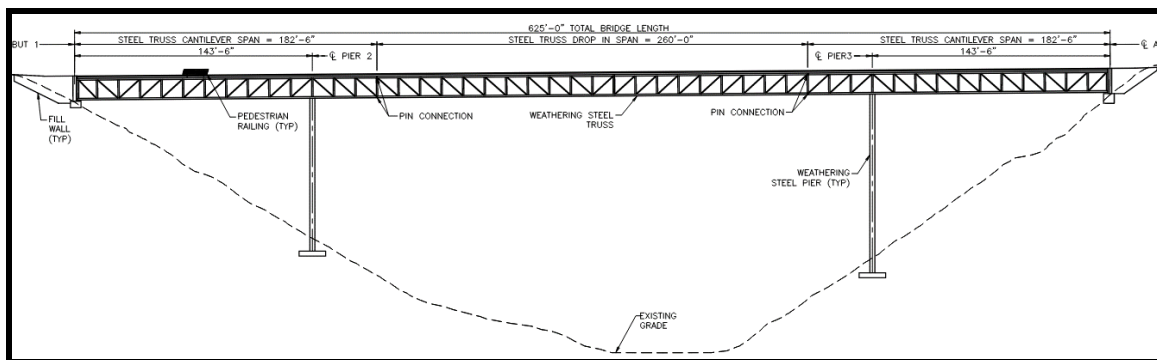 625'-0" TOTAL BRIDGE LENGTH
STEEL TRUSS CANTILEVER SPAN = 182'-6"
STEEL TRUSS DROP IN SPAN = 260'-0"
STEEL TRUSS CANTILEVER SPAN = 182'-6"
BUT 1
143'-6"
℄ PIER 2
℄ PIER3
143'-6"
℄ A
FILL
WALL
(TYP)
PEDESTRIAN
RAILING (TYP)
PIN CONNECTION
WEATHERING STEEL
TRUSS
PIN CONNECTION
WEATHERING
STEEL PIER (TYP)
EXISTING
GRADE